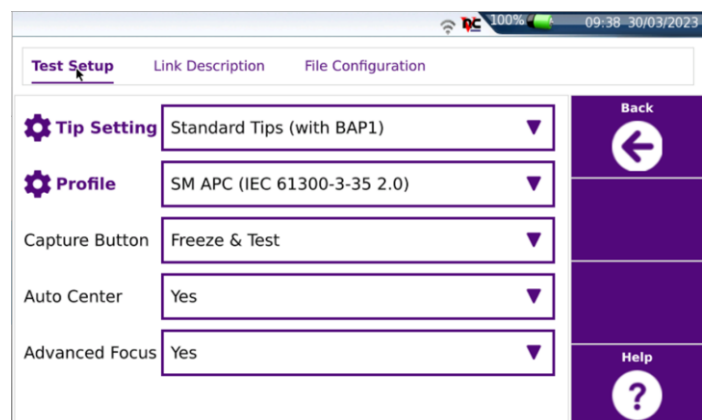 100% 09:38 30/03/2023
Test Setup Link Description File Configuration
Back
Tip Setting Standard Tips (with BAP1)
Profile SM APC (IEC 61300-3-35 2.0)
Capture Button Freeze & Test
Auto Center Yes
Advanced Focus Yes
Help
?